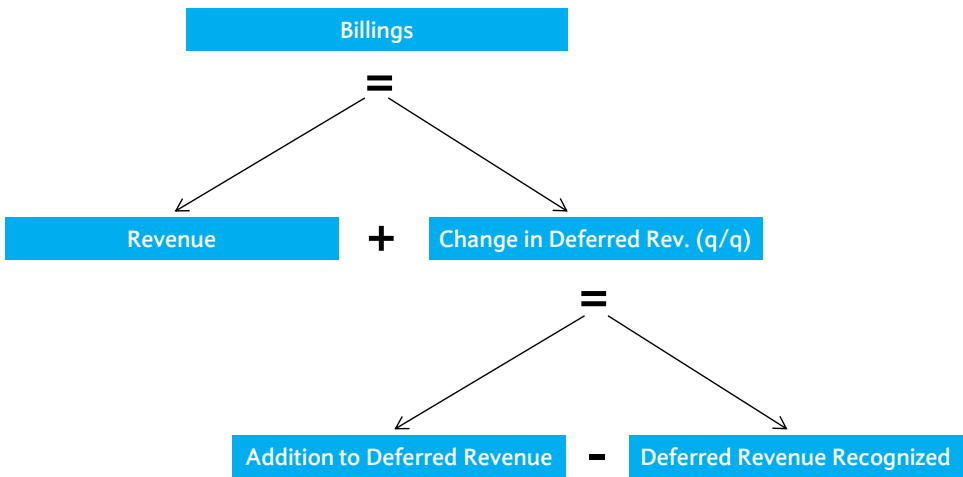 Billings
=
Revenue + Change in Deferred Rev. (q/q)
=
Addition to Deferred Revenue - Deferred Revenue Recognized